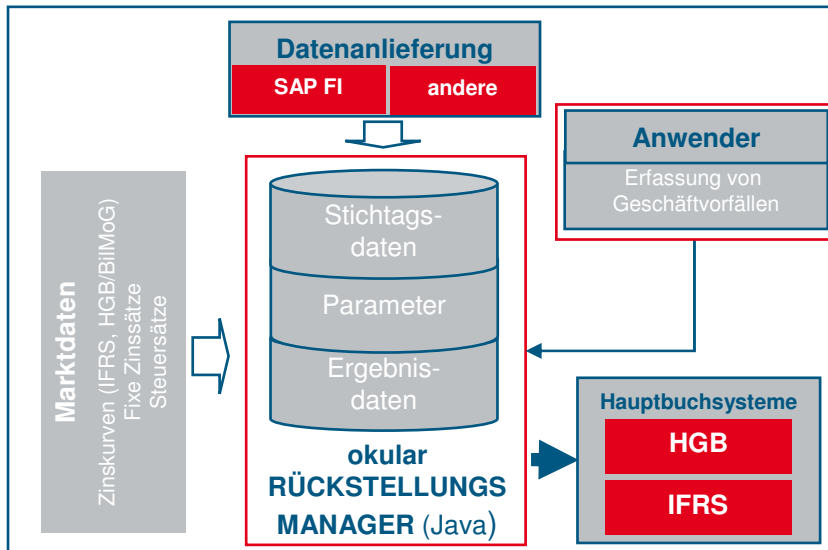 Datenanlieferung
SAP FI
andere
Anwender
Erfassung von
Geschäftvorfällen
Marktdaten
Zinskurven (IFRS, HGB/BilMoG)
Fixe Zinssätze
Steuersätze
Stichtags-
daten
Parameter
Ergebnis-
daten
okular
RÜCKSTELLUNGS
MANAGER (Java)
Hauptbuchsysteme
HGB
IFRS